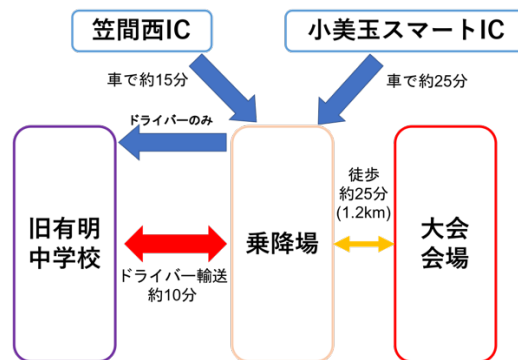 笠間西IC
小美玉スマートIC
車で約15分
車で約25分
ドライバーのみ
旧有明
中学校
ドライバー輸送
約10分
乗降場
徒歩
約25分
(1.2km)
大会
会場